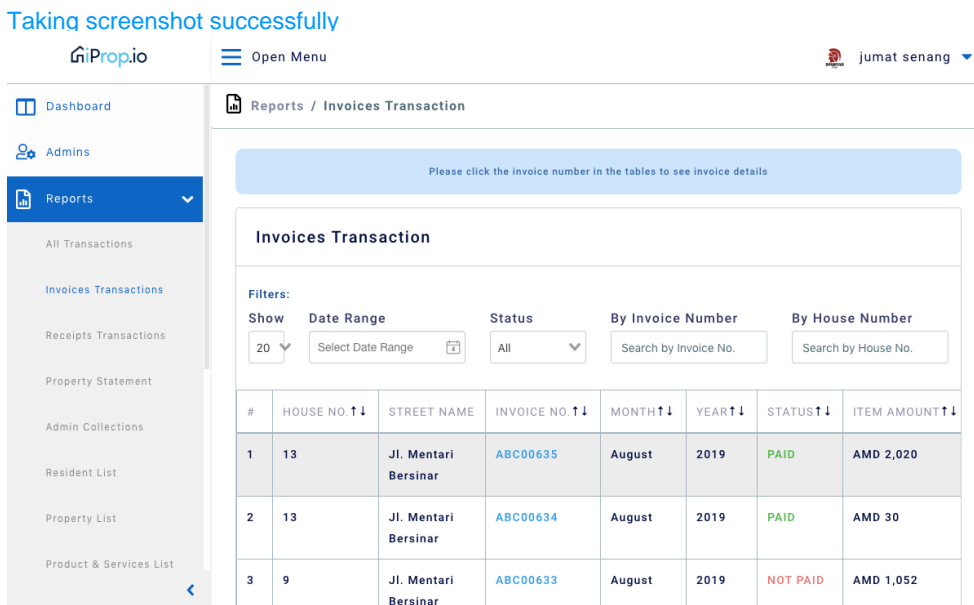 Taking screenshot successfully
iProp.io
Open Menu
jumat senang
Dashboard
Admins
Reports
All Transactions
Invoices Transactions
Receipts Transactions
Property Statement
Admin Collections
Resident List
Property List
Product & Services List
Reports / Invoices Transaction
Please click the invoice number in the tables to see invoice details
Invoices Transaction
Filters:
Show Date Range Status By Invoice Number By House Number
20 Select Date Range All Search by Invoice No. Search by House No.
# HOUSE NO.↑↓ STREET NAME INVOICE NO.↑↓ MONTH↑↓ YEAR↑↓ STATUS↑↓ ITEM AMOUNT↑↓
1 13 Jl. Mentari ABC00635 August 2019 PAID AMD 2,020
Bersinar
2 13 Jl. Mentari ABC00634 August 2019 PAID AMD 30
Bersinar
3 9 Jl. Mentari ABC00633 August 2019 NOT PAID AMD 1,052
Bersinar